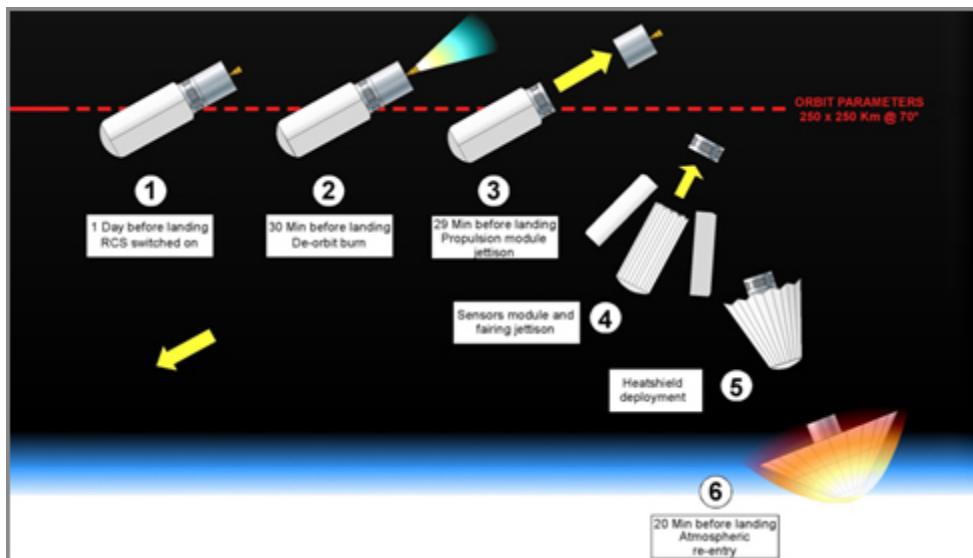 ORBIT PARAMETERS
250 x 250 Km @ 70°
1
1 Day before landing
RCS switched on
2
30 Min before landing
De-orbit burn
3
29 Min before landing
Propulsion module
jettison
4
Sensors module and
fairing jettison
5
Heatshield
deployment
6
20 Min before landing
Atmospheric
re-entry